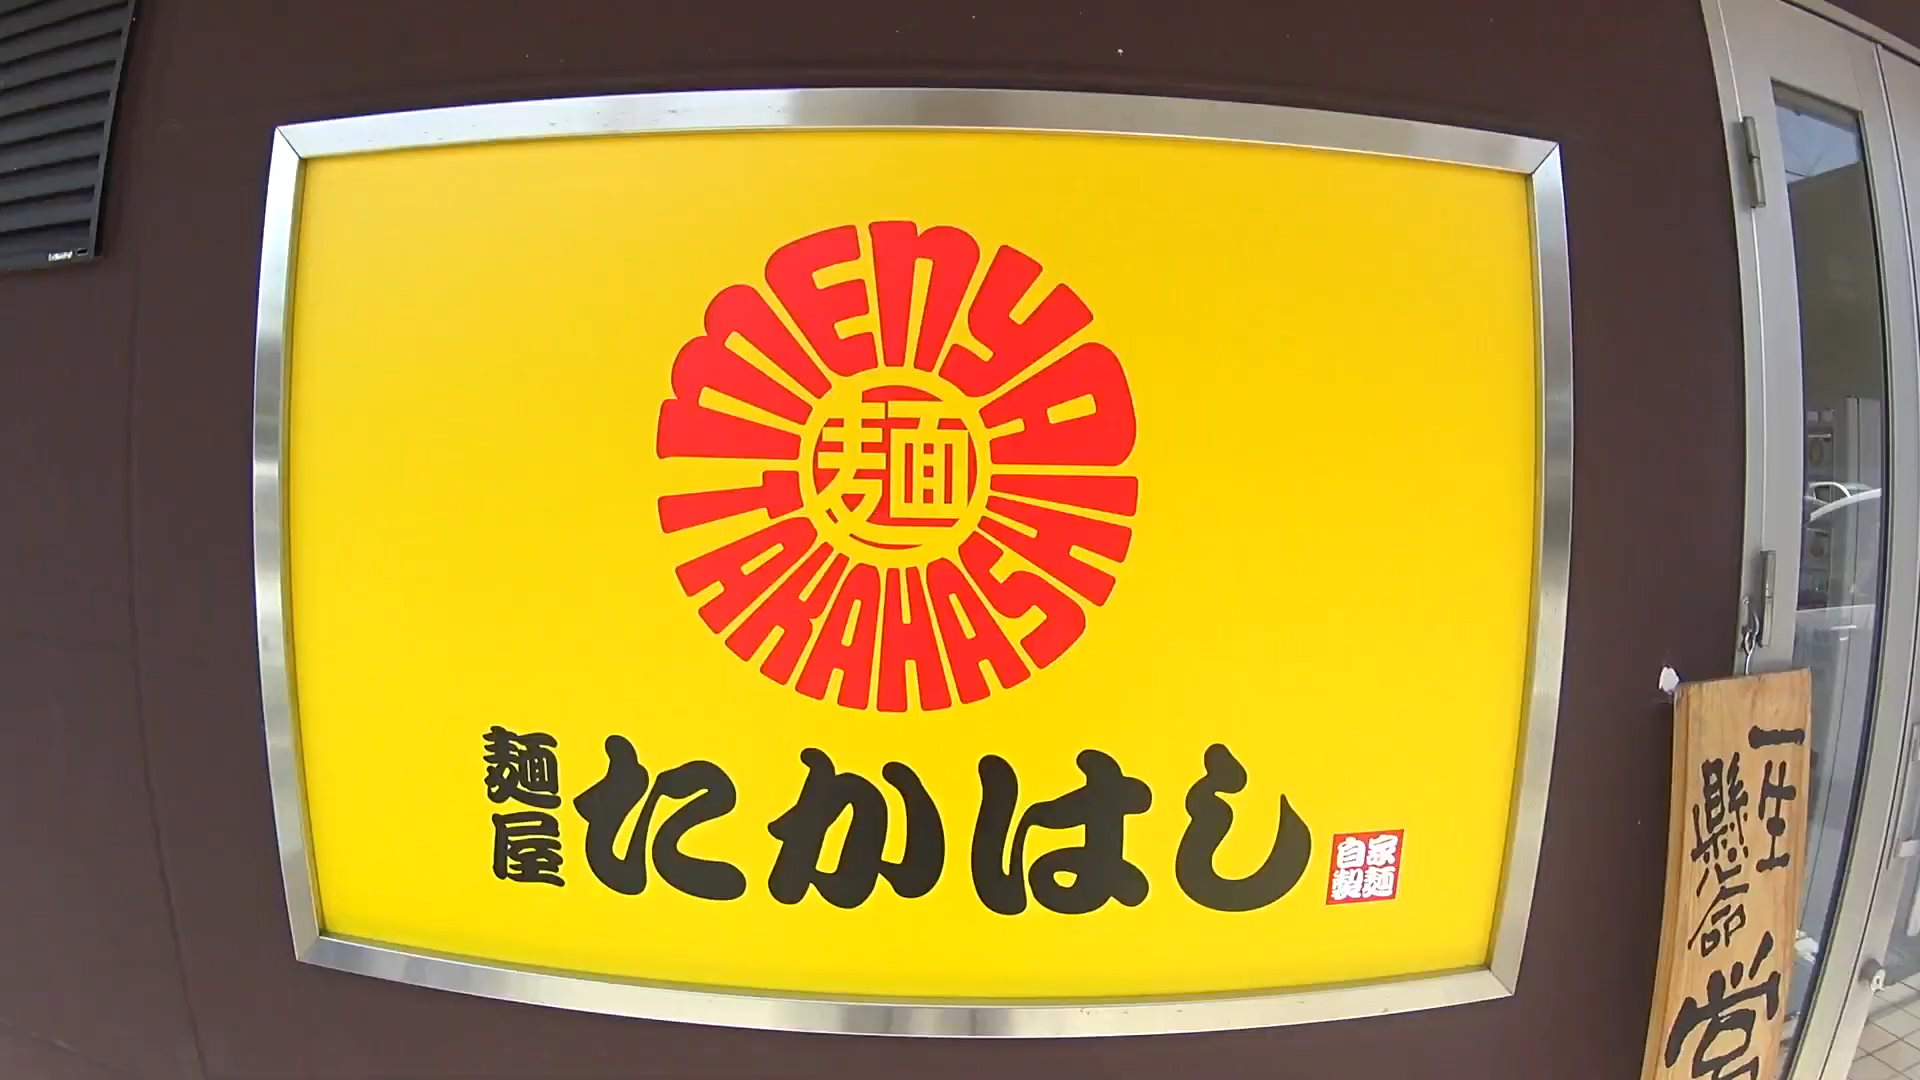 MENYA
TAKAHASHI
麺
麺屋
たかはし
自家
製麺
一生
懸命
営